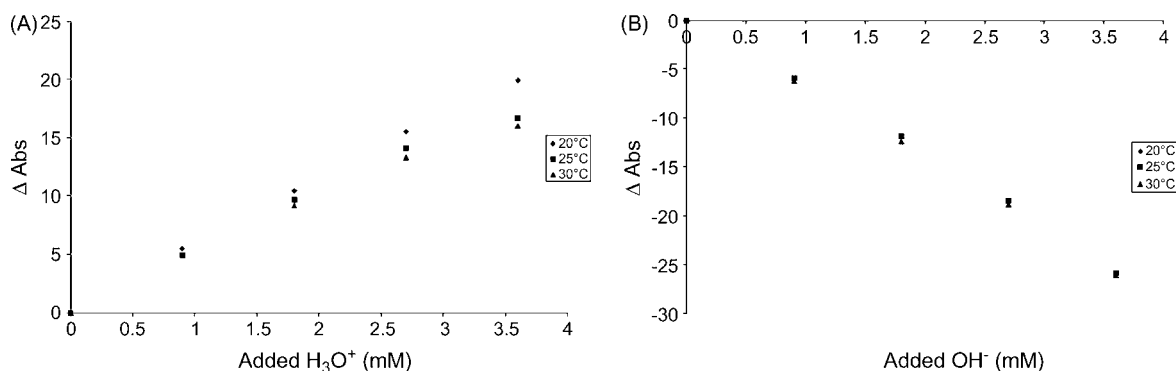 (A)
Δ Abs
20
15
10
5
0
0 0.5 1 1.5 2 2.5 3 3.5 4
Added H₃O⁺ (mM)
20°C
25°C
30°C
(B)
Δ Abs
0
-5
-10
-15
-20
-25
-30
0 0.5 1 1.5 2 2.5 3 3.5 4
Added OH⁻ (mM)
20°C
25°C
30°C